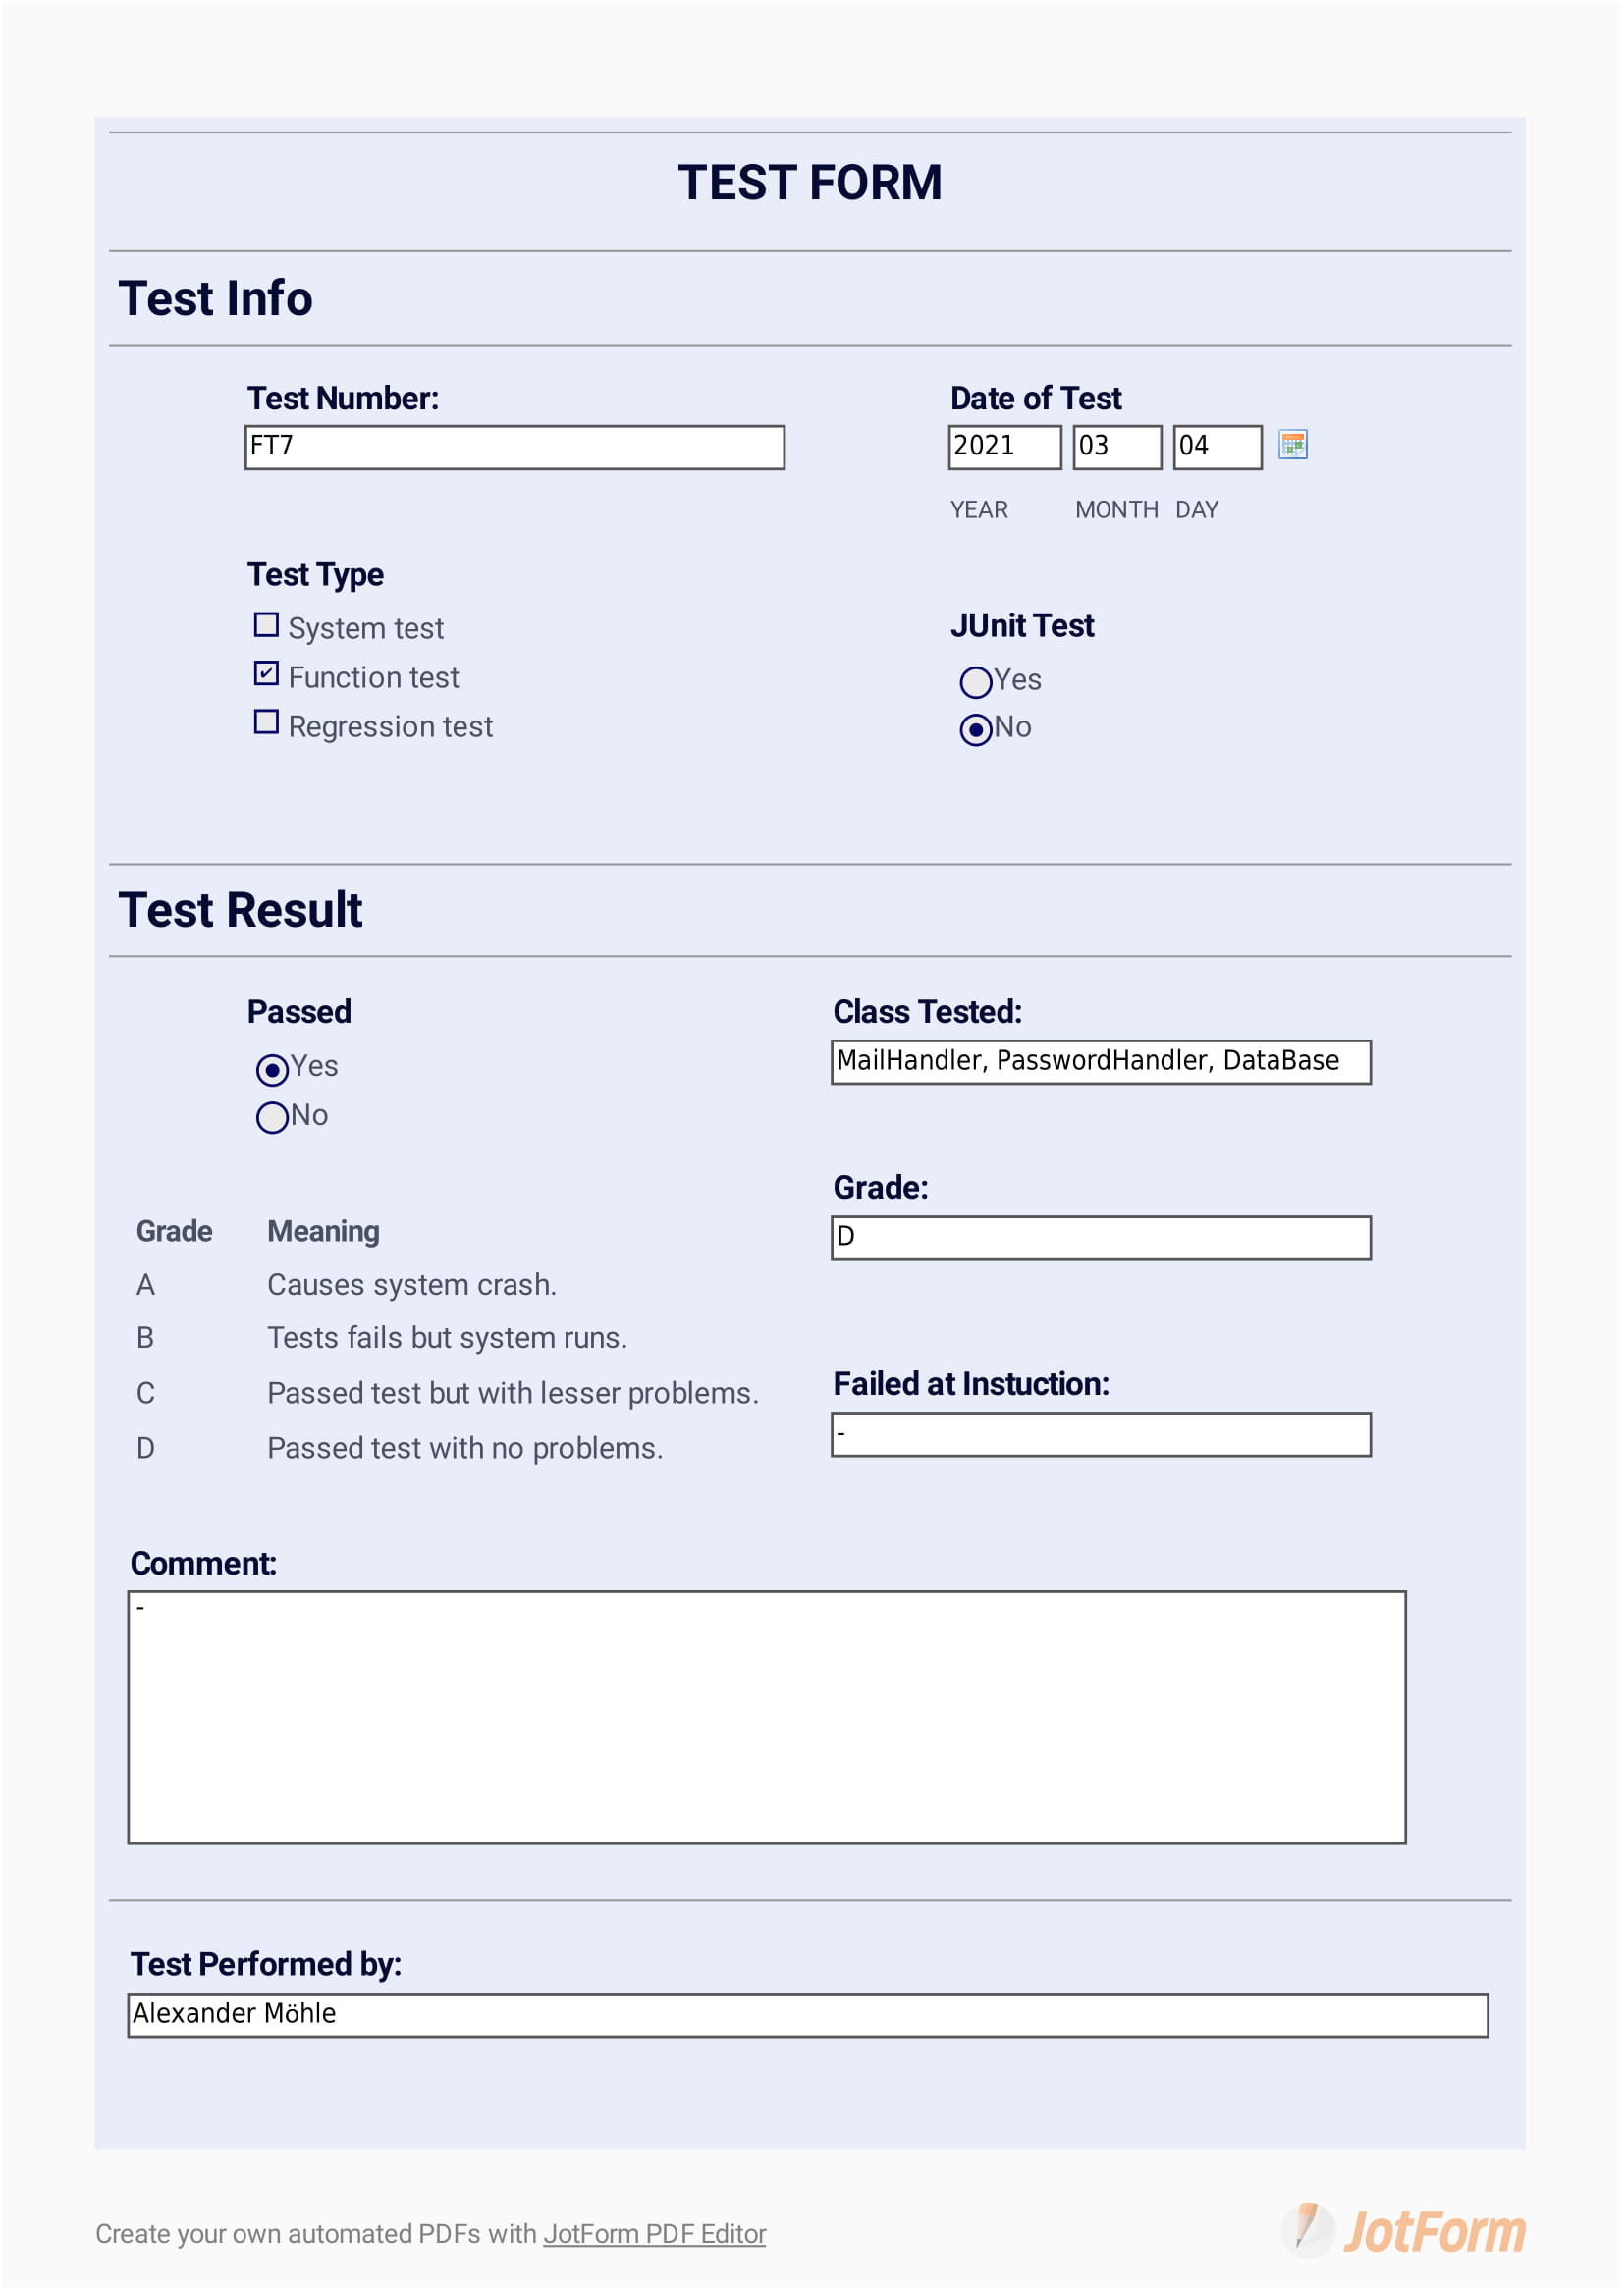 TEST FORM
Test Info
Test Number:
FT7
Date of Test
2021 03 04
YEAR MONTH DAY
Test Type
System test
Function test
Regression test
JUnit Test
Yes
No
Test Result
Passed
Yes
No
Class Tested:
MailHandler, PasswordHandler, DataBase
Grade:
D
Grade Meaning
A Causes system crash.
B Tests fails but system runs.
C Passed test but with lesser problems.
D Passed test with no problems.
Failed at Instuction:
-
Comment:
-
Test Performed by:
Alexander Möhle
Create your own automated PDFs with JotForm PDF Editor
JotForm